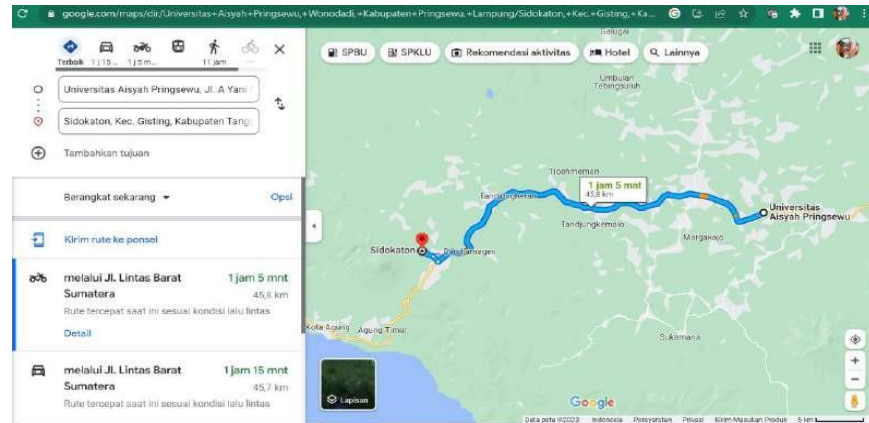 google.com/maps/dir/Universitas+Aisyah+Pringsewu,+Wonodadi,+Kabupaten+Pringsewu,+Lampung/Sidokaton,+Kec.+Gisting,+Ka...
Terbaik 1 j 15... 1 j 5 m... 11 jam
Universitas Aisyah Pringsewu, Jl. A Yani
Sidokaton, Kec. Gisting, Kabupaten Tang
Tambahkan tujuan
Berangkat sekarang
Opsi
Kirim rute ke ponsel
melalui Jl. Lintas Barat Sumatera
1 jam 5 mnt
45,8 km
Rute tercepat saat ini sesuai kondisi lalu lintas
Detail
melalui Jl. Lintas Barat Sumatera
1 jam 15 mnt
45,7 km
Rute tercepat saat ini sesuai kondisi lalu lintas
SPBU
SPKLU
Rekomendasi aktivitas
Hotel
Lainnya
Umbulan
Tebingsuluh
1 jam 5 mnt
45,8 km
Tandjungkemalo
Universitas
Aisyah Pringsewu
Sidokaton
Kota Agung
Agung Timur
Sukamara
Lapisan
Google
Data peta ©2023
Indonesia
Persyaratan
Privasi
Kirim Masukan Produk
5 km